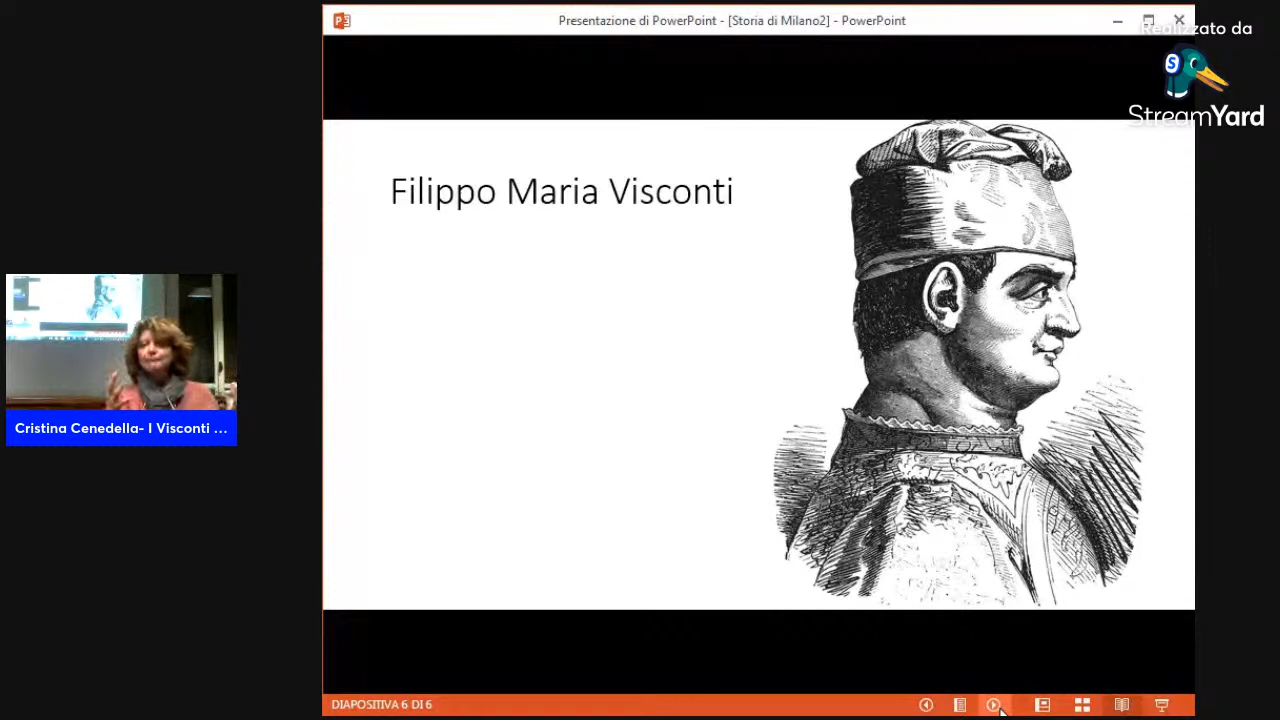 Presentazione di PowerPoint - [Storia di Milano2] - PowerPoint
Realizzato da
S
StreamYard
Filippo Maria Visconti
Cristina Cenedella- I Visconti ...
DIAPOSITIVA 6 DI 6